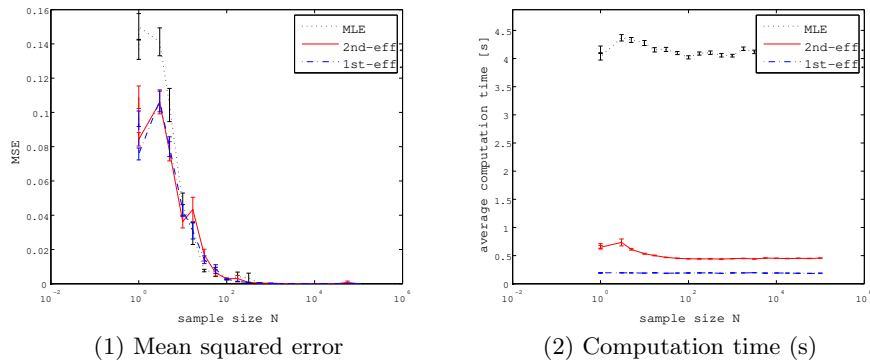 0.16
0.14
0.12
0.1
0.08
0.06
0.04
0.02
0
MSE
10^-2
10^0
10^2
10^4
10^6
sample size N
MLE
2nd-eff
1st-eff
(1) Mean squared error
4.5
4
3.5
3
2.5
2
1.5
1
0.5
0
average computation time [s]
10^-2
10^0
10^2
10^4
10^6
sample size N
MLE
2nd-eff
1st-eff
(2) Computation time (s)